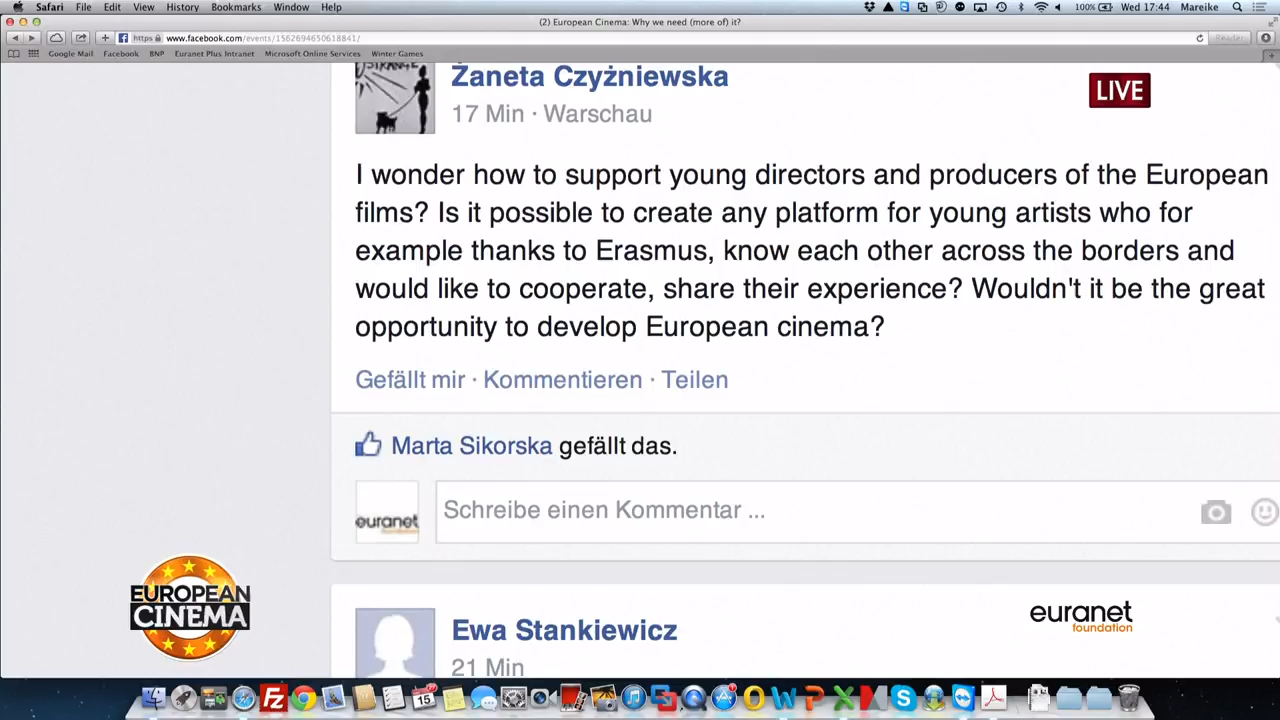 Safari File Edit View History Bookmarks Window Help 100% Wed 17:44 Mareike
(2) European Cinema: Why we need (more of) it?
https www.facebook.com/events/1562694650618841/ Reader
Google Mail Facebook BNP Euranet Plus Intranet Microsoft Online Services Winter Games
Żaneta Czyżniewska
LIVE
17 Min · Warschau
I wonder how to support young directors and producers of the European
films? Is it possible to create any platform for young artists who for
example thanks to Erasmus, know each other across the borders and
would like to cooperate, share their experience? Wouldn't it be the great
opportunity to develop European cinema?
Gefällt mir · Kommentieren · Teilen
Marta Sikorska gefällt das.
euranet
foundation
Schreibe einen Kommentar ...
EUROPEAN
CINEMA
euranet
foundation
Ewa Stankiewicz
21 Min